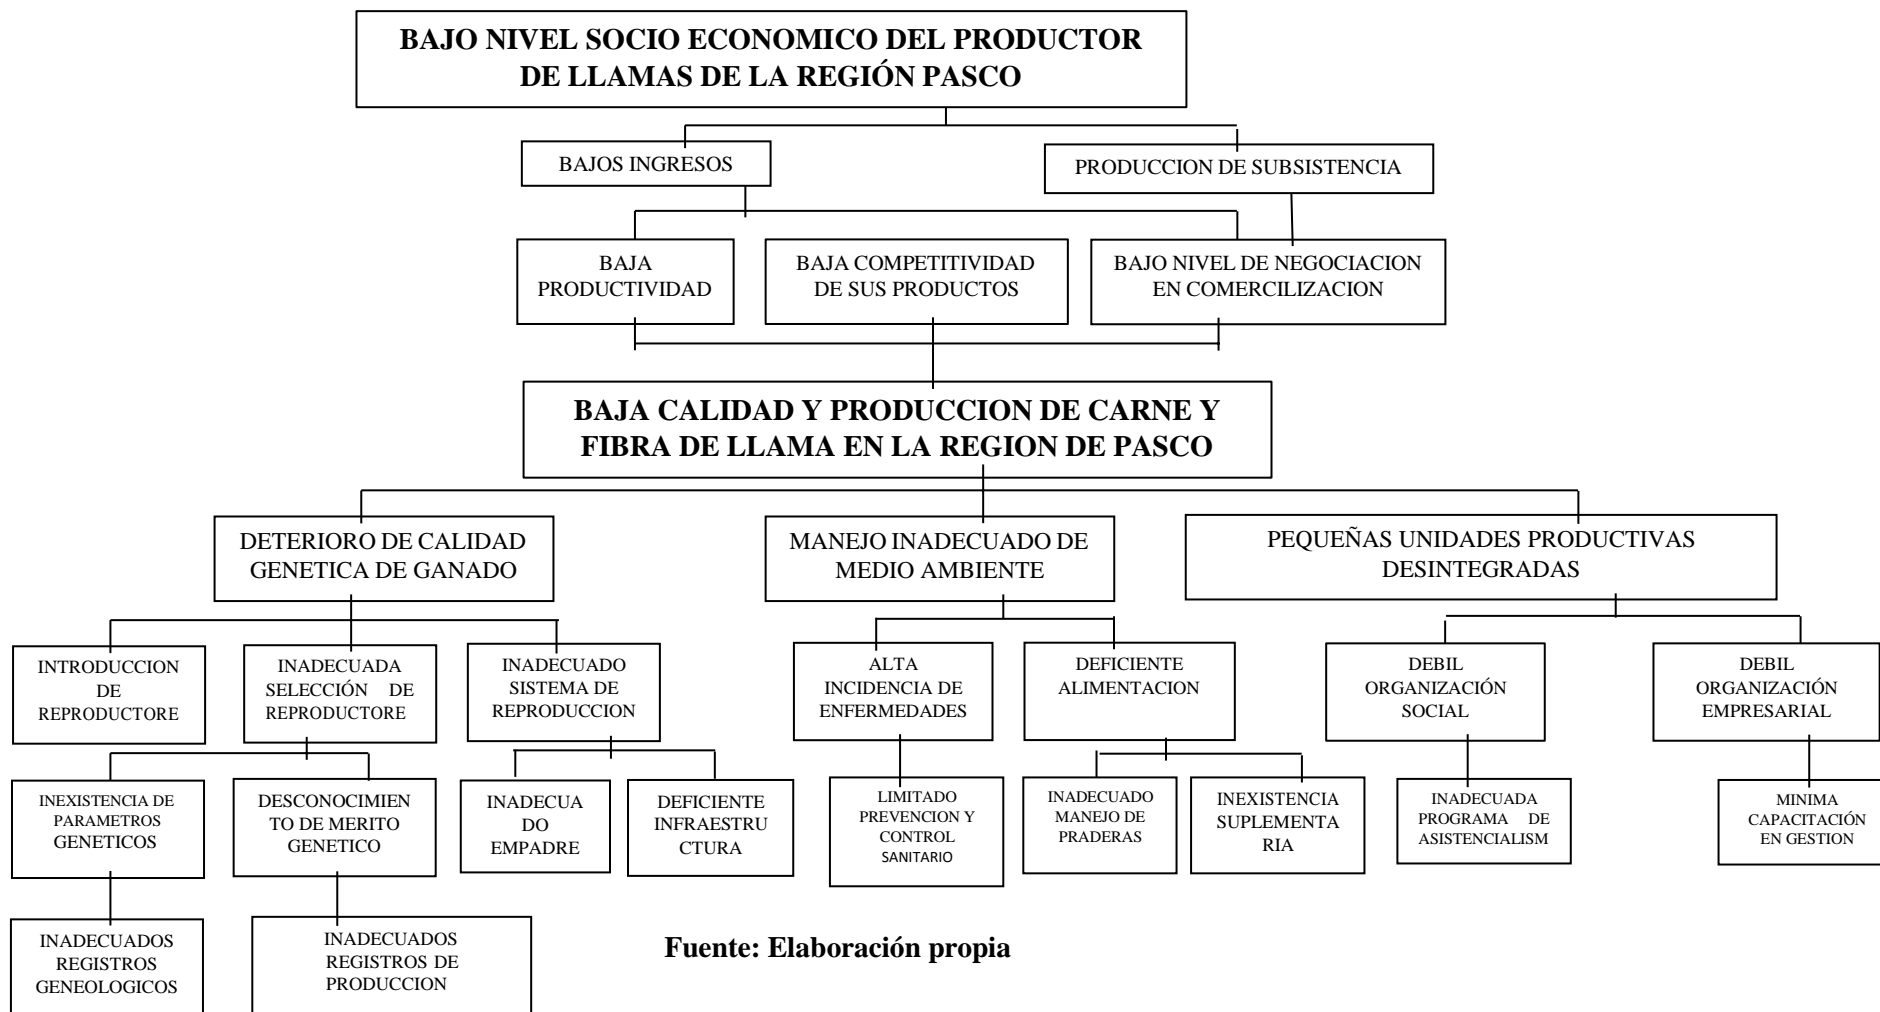 BAJO NIVEL SOCIO ECONOMICO DEL PRODUCTOR
DE LLAMAS DE LA REGIÓN PASCO
BAJOS INGRESOS
PRODUCCION DE SUBSISTENCIA
BAJA
PRODUCTIVIDAD
BAJA COMPETITIVIDAD
DE SUS PRODUCTOS
BAJO NIVEL DE NEGOCIACION
EN COMERCILIZACION
BAJA CALIDAD Y PRODUCCION DE CARNE Y
FIBRA DE LLAMA EN LA REGION DE PASCO
DETERIORO DE CALIDAD
GENETICA DE GANADO
MANEJO INADECUADO DE
MEDIO AMBIENTE
PEQUEÑAS UNIDADES PRODUCTIVAS
DESINTEGRADAS
INTRODUCCION
DE
REPRODUCTORE
INADECUADA
SELECCIÓN DE
REPRODUCTORE
INADECUADO
SISTEMA DE
REPRODUCCION
ALTA
INCIDENCIA DE
ENFERMEDADES
DEFICIENTE
ALIMENTACION
DEBIL
ORGANIZACIÓN
SOCIAL
DEBIL
ORGANIZACIÓN
EMPRESARIAL
INEXISTENCIA DE
PARAMETROS
GENETICOS
DESCONOCIMIEN
TO DE MERITO
GENETICO
INADECUA
DO
EMPADRE
DEFICIENTE
INFRAESTRU
CTURA
LIMITADO
PREVENCION Y
CONTROL
SANITARIO
INADECUADO
MANEJO DE
PRADERAS
INEXISTENCIA
SUPLEMENTA
RIA
INADECUADA
PROGRAMA DE
ASISTENCIALISM
MINIMA
CAPACITACIÓN
EN GESTION
INADECUADOS
REGISTROS
GENEOLOGICOS
INADECUADOS
REGISTROS DE
PRODUCCION
Fuente: Elaboración propia